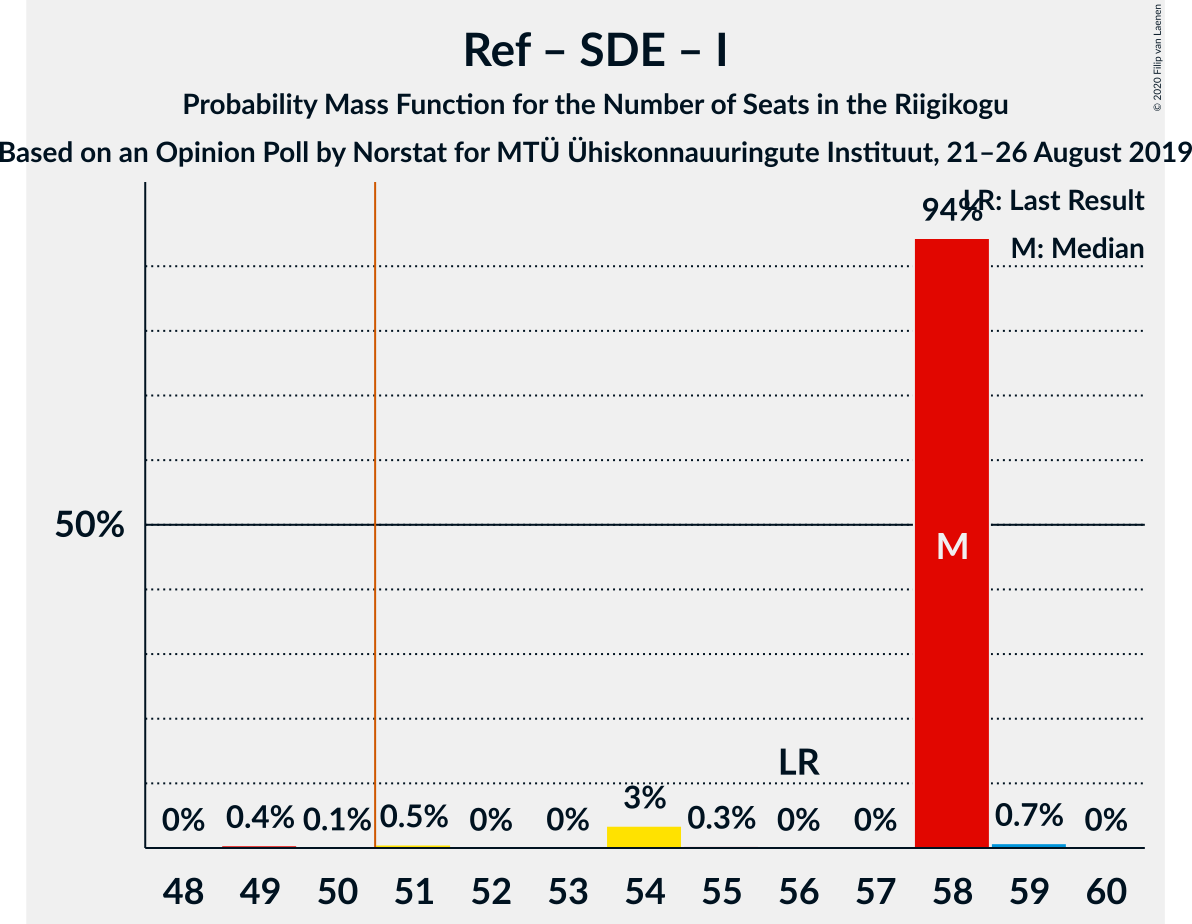 Ref – SDE – I
Probability Mass Function for the Number of Seats in the Riigikogu
Based on an Opinion Poll by Norstat for MTÜ Ühiskonnauuringute Instituut, 21–26 August 2019
© 2020 Filip van Laenen
LR: Last Result
M: Median
94%
50%
M
LR
0% 0.4% 0.1% 0.5% 0% 0% 3% 0.3% 0% 0% 0.7% 0%
48 49 50 51 52 53 54 55 56 57 58 59 60